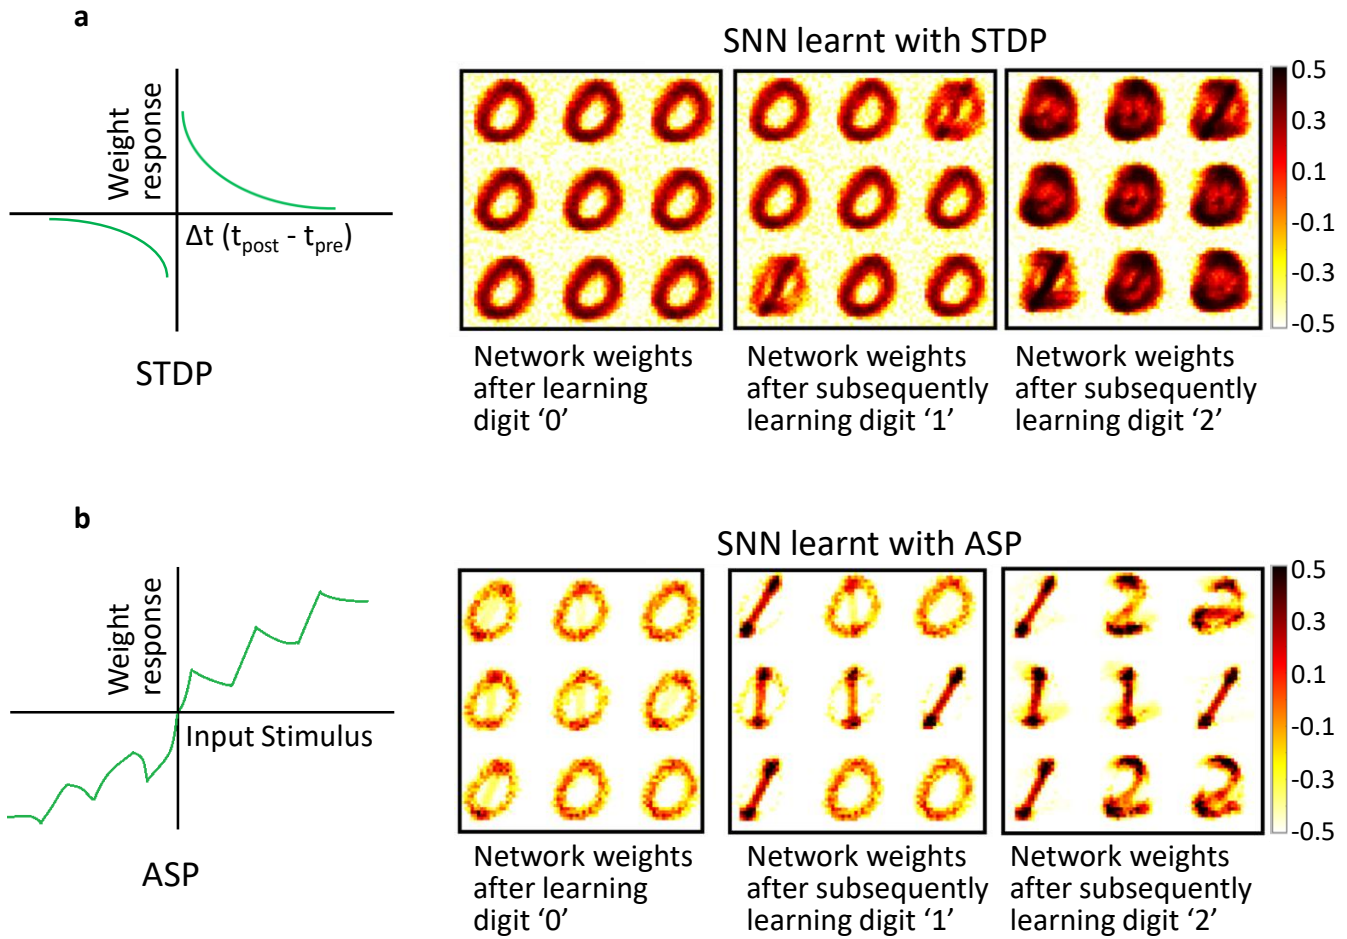 a
SNN learnt with STDP
Weight
response
Δt (tpost - tpre)
STDP
0.5
0.3
0.1
-0.1
-0.3
-0.5
Network weights
after learning
digit ‘0’
Network weights
after subsequently
learning digit ‘1’
Network weights
after subsequently
learning digit ‘2’
b
SNN learnt with ASP
Weight
response
Input Stimulus
ASP
0.5
0.3
0.1
-0.1
-0.3
-0.5
Network weights
after learning
digit ‘0’
Network weights
after subsequently
learning digit ‘1’
Network weights
after subsequently
learning digit ‘2’